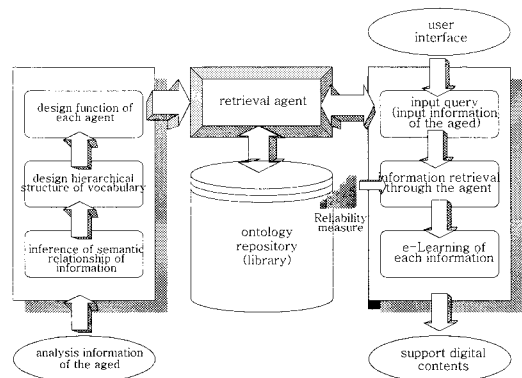 design function of
each agent
design hierarchical
structure of vocabulary
inference of semantic
relationship of
information
analysis information
of the aged
retrieval agent
ontology
repository
(library)
Reliability
measure
user
interface
input query
(input information
of the aged)
information retrieval
through the agent
e-Learning of
each information
support digital
contents